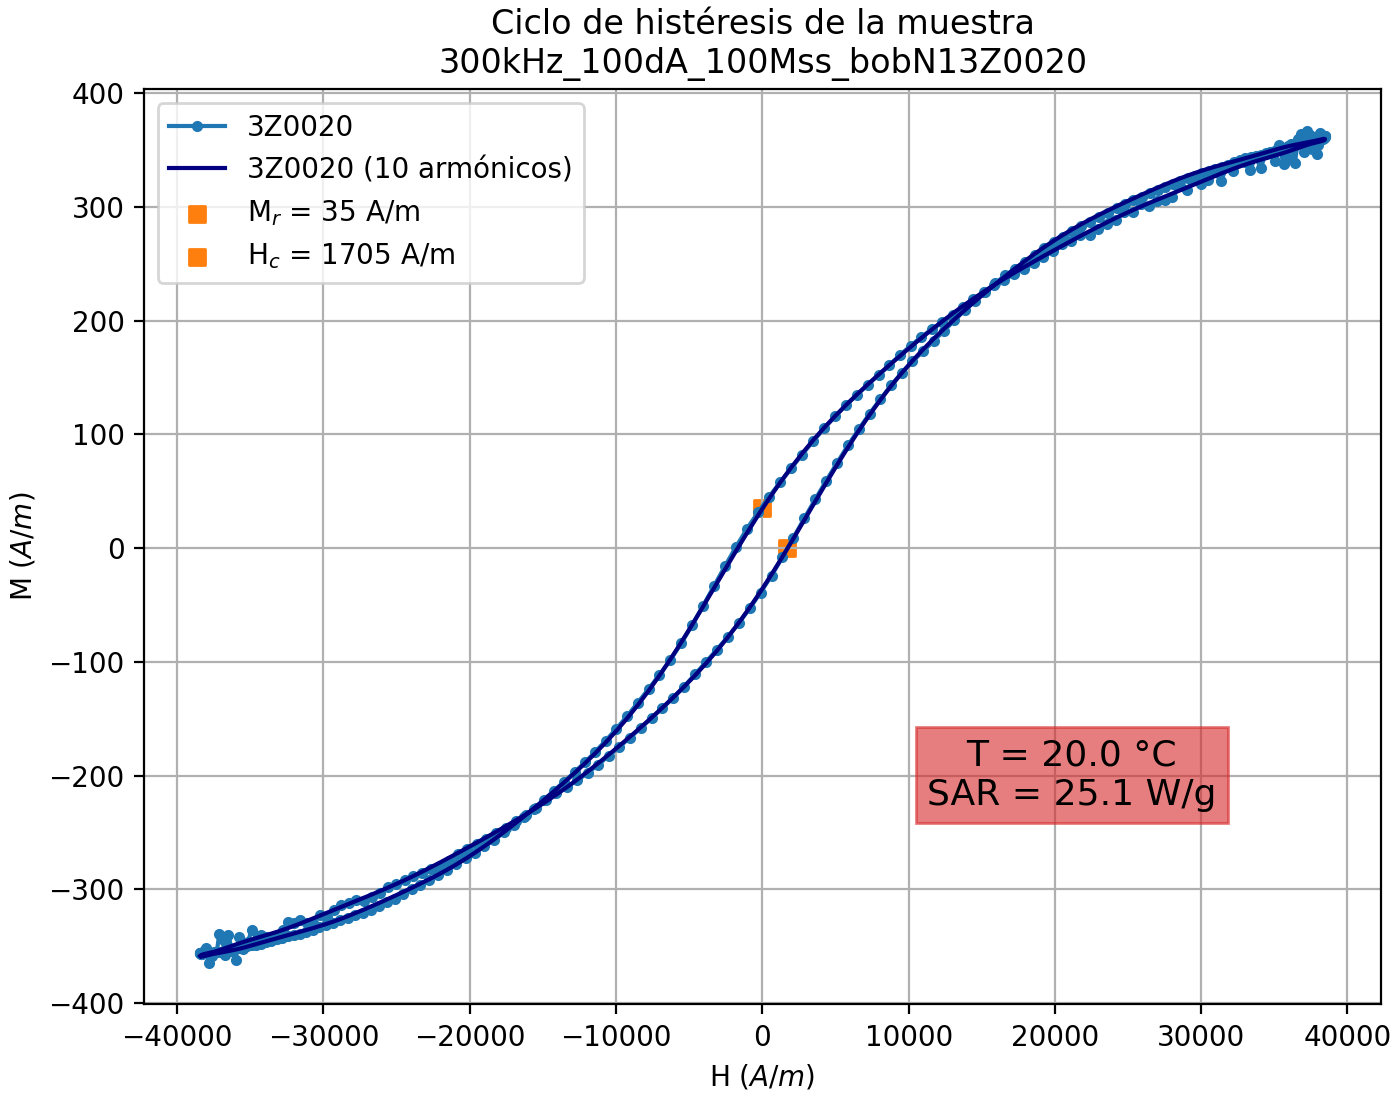 Ciclo de histéresis de la muestra
300kHz_100dA_100Mss_bobN13Z0020
3Z0020
3Z0020 (10 armónicos)
Mr = 35 A/m
Hc = 1705 A/m
400
300
200
100
0
−100
−200
−300
−400
M (A/m)
T = 20.0 °C
SAR = 25.1 W/g
−40000 −30000 −20000 −10000 0 10000 20000 30000 40000
H (A/m)